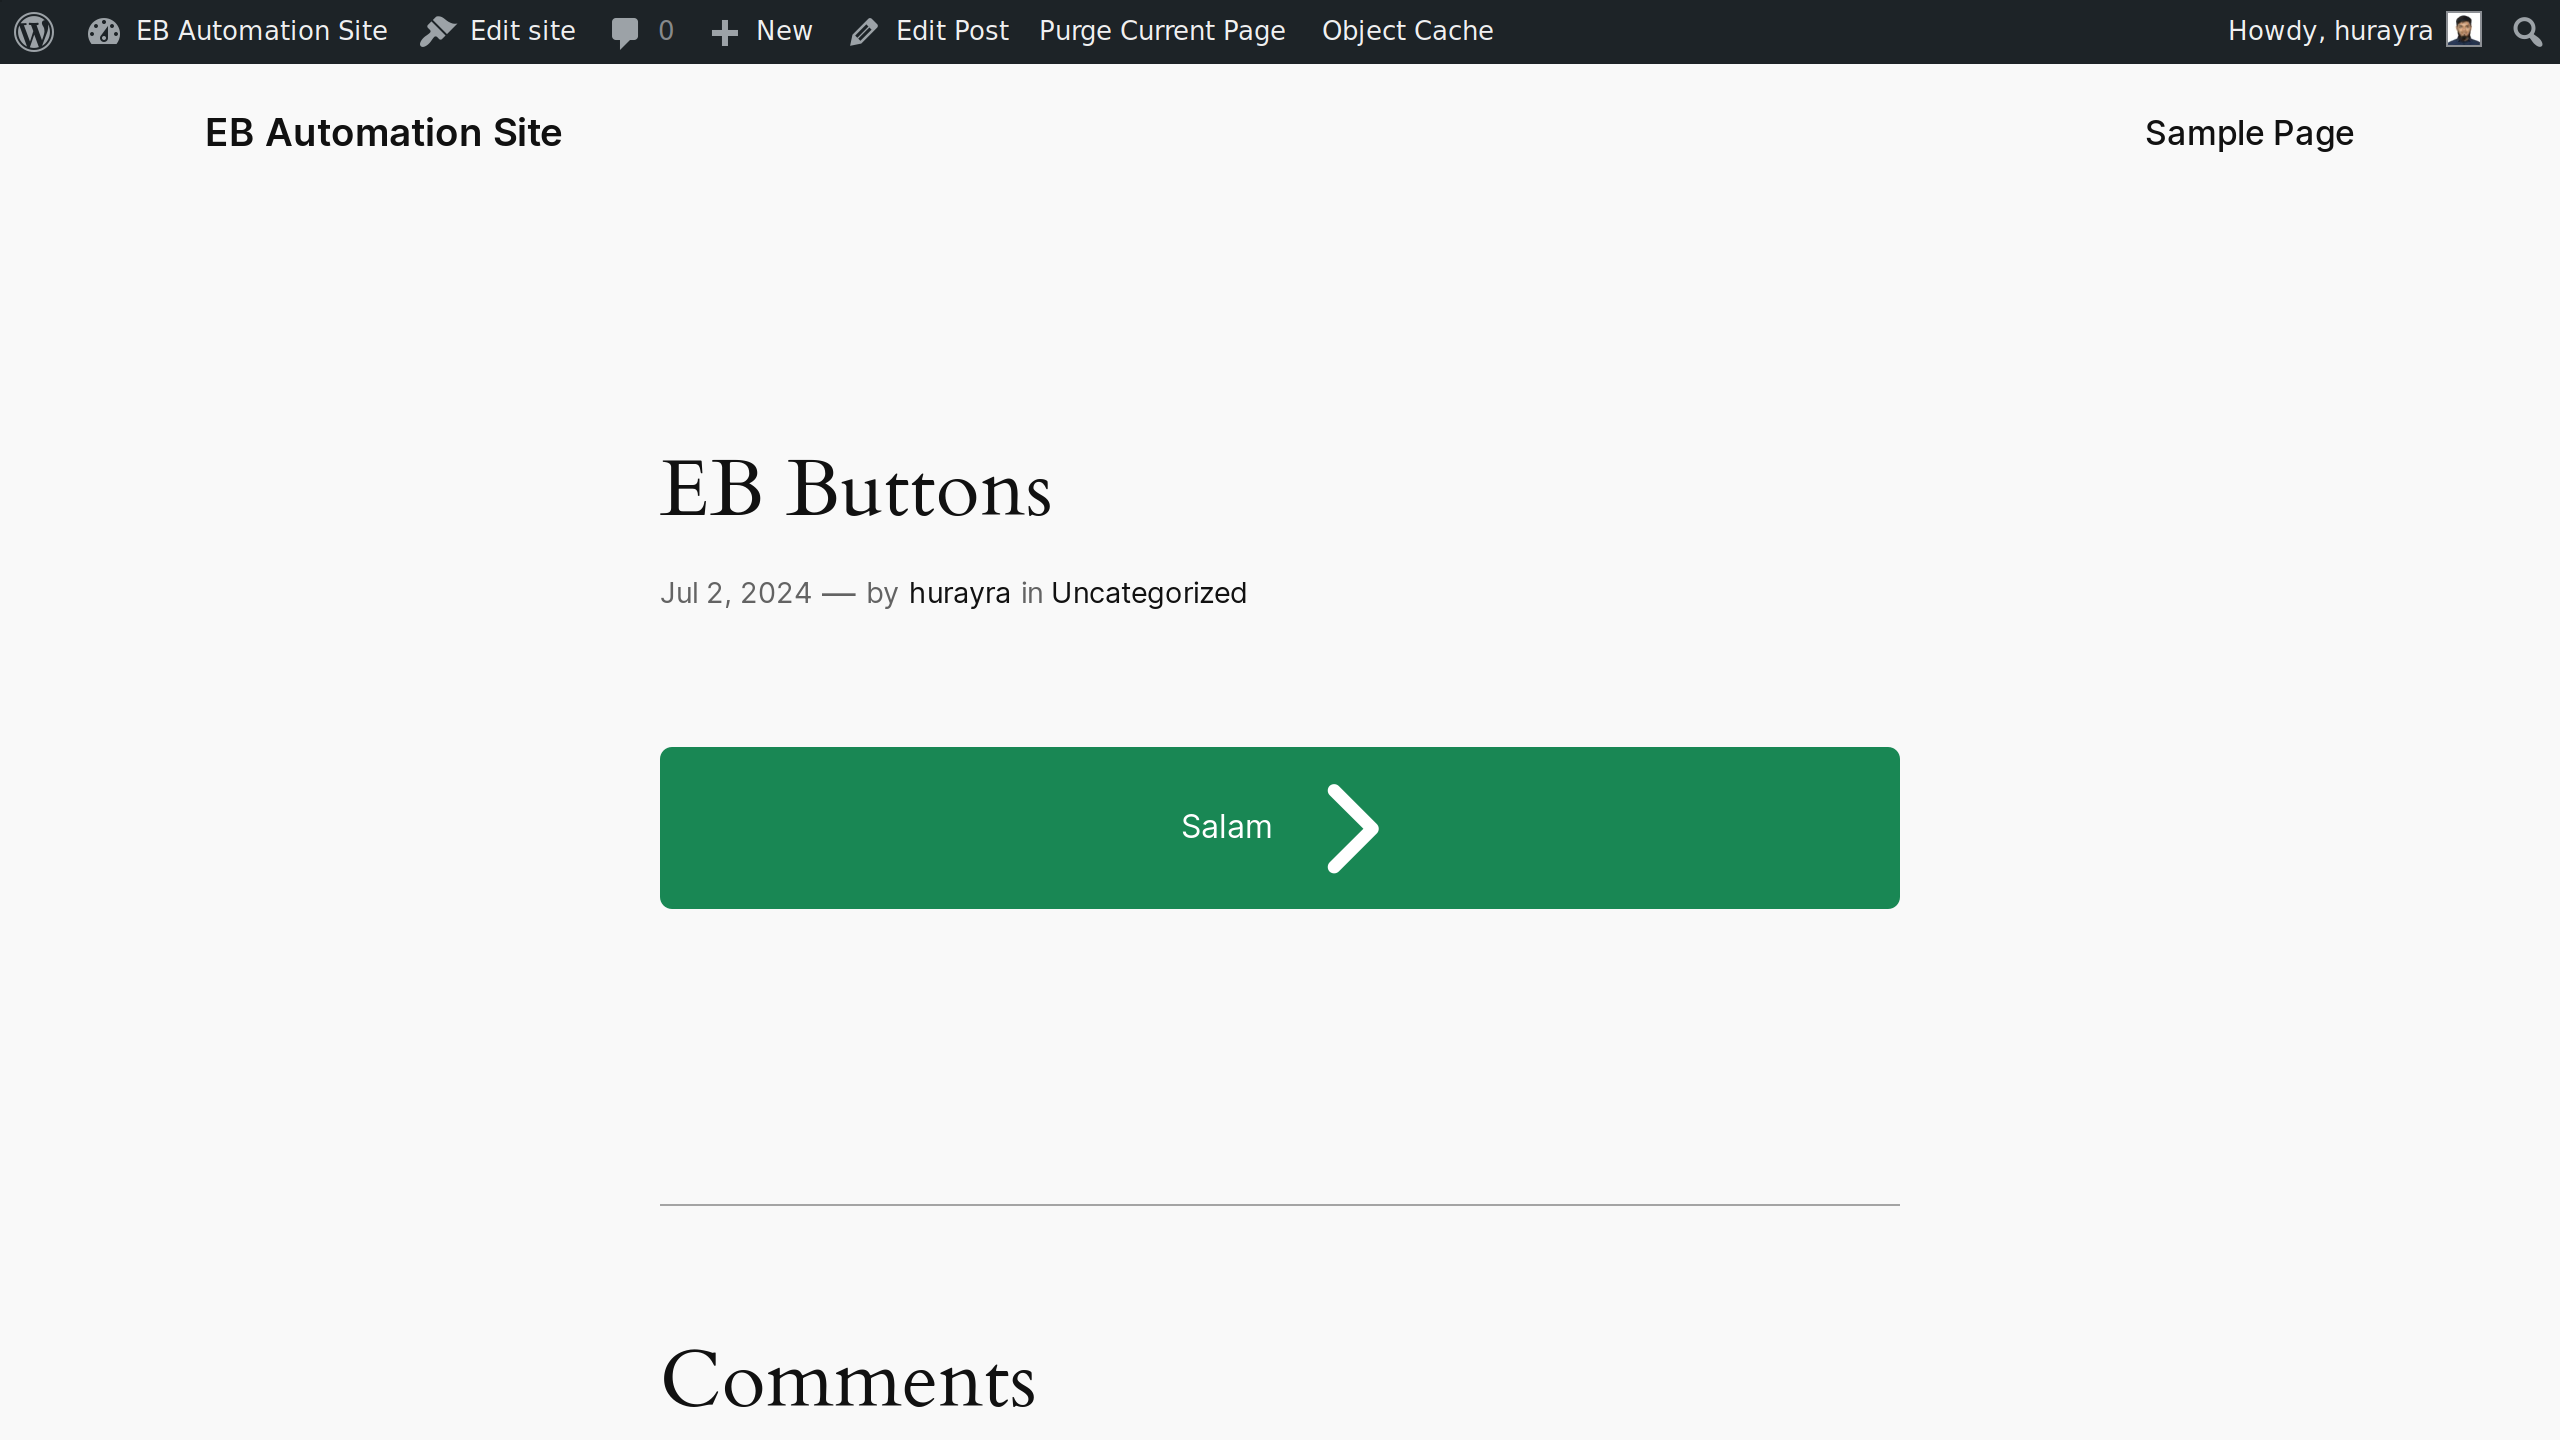 EB Automation Site Edit site 0 New Edit Post Purge Current Page Object Cache Howdy, hurayra
EB Automation Site Sample Page
EB Buttons
Jul 2, 2024 — by hurayra in Uncategorized
Salam
Comments